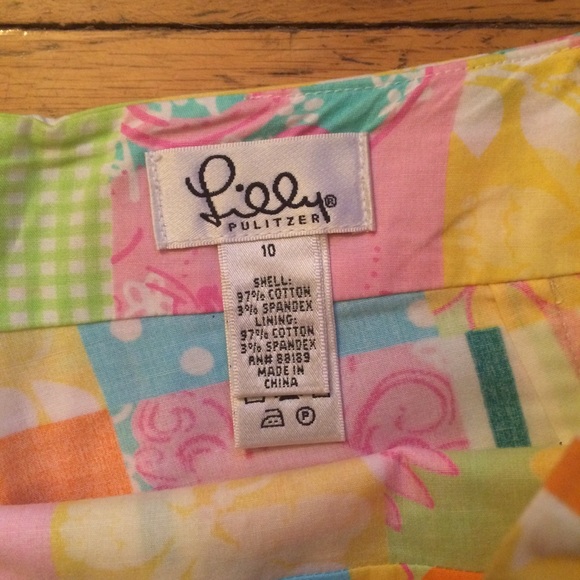 Lilly®
PULITZER
10
SHELL:
97% COTTON
3% SPANDEX
LINING:
97% COTTON
3% SPANDEX
RN# 88189
MADE IN
CHINA
P